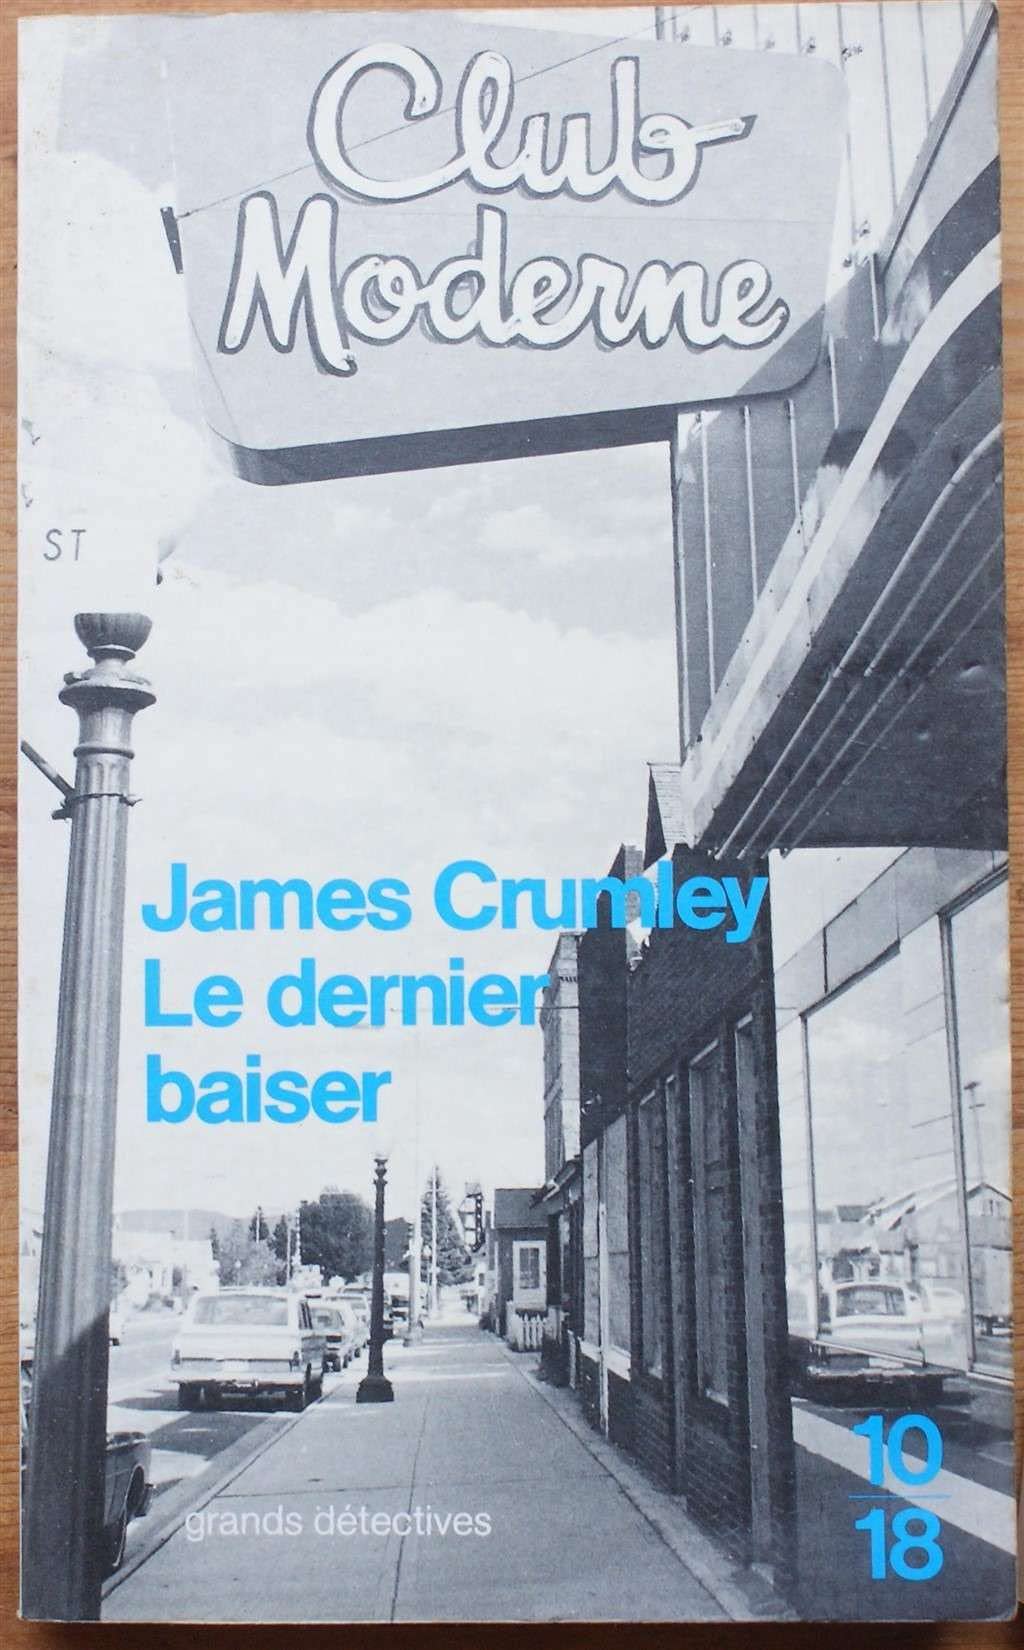 Club
Moderne
ST
James Crumley
Le dernier
baiser
grands détectives
10
18